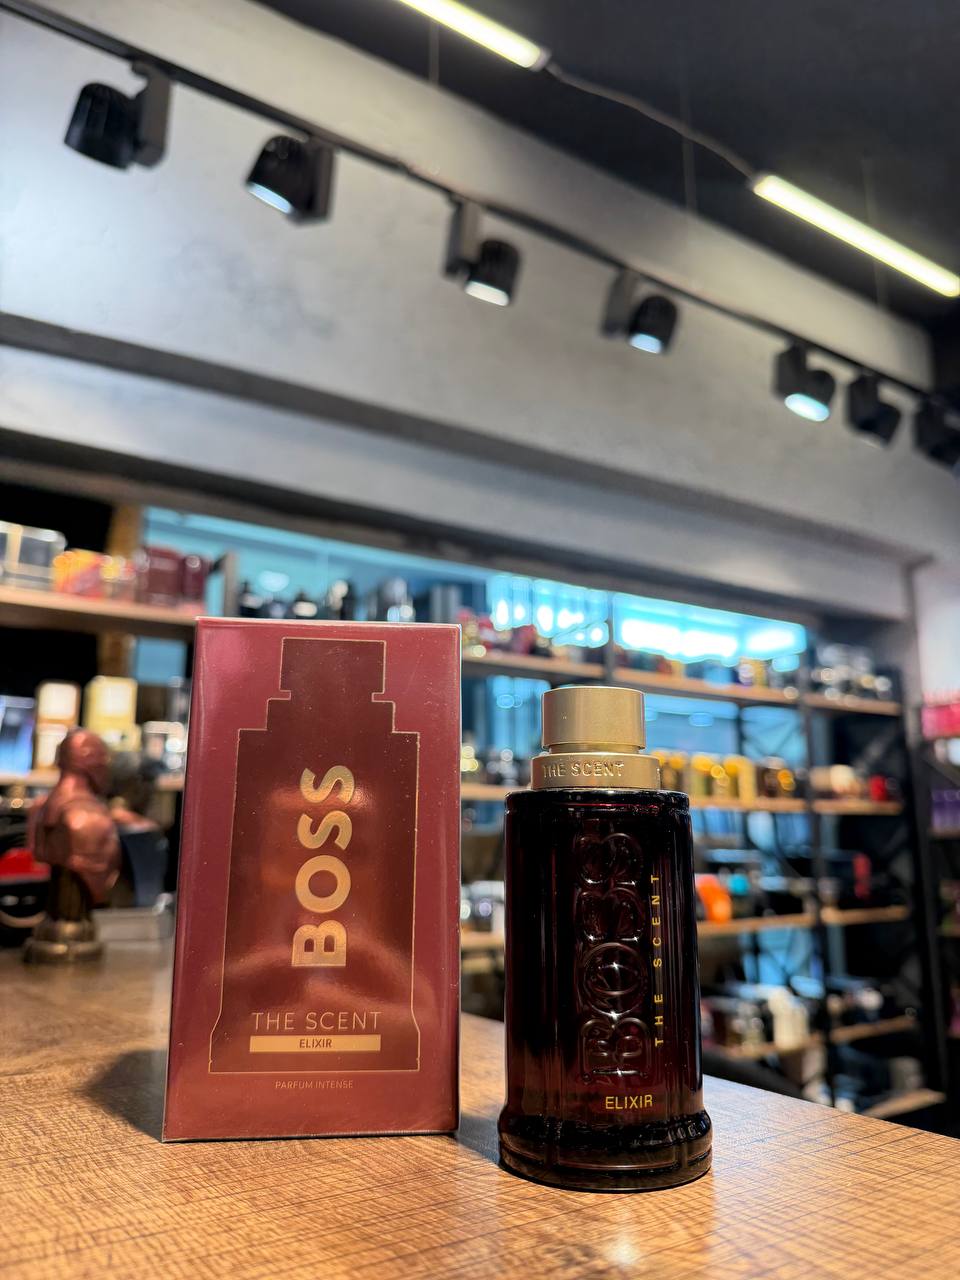 BOSS
THE SCENT
ELIXIR
PARFUM INTENSE
THE SCENT
BOSS
THE SCENT
ELIXIR